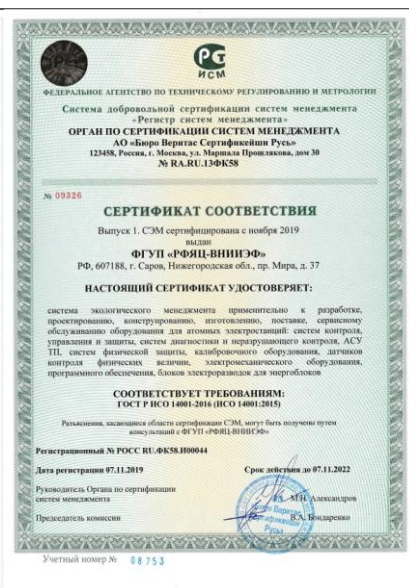 ИСМ
ФЕДЕРАЛЬНОЕ АГЕНТСТВО ПО ТЕХНИЧЕСКОМУ РЕГУЛИРОВАНИЮ И МЕТРОЛОГИИ
Система добровольной сертификации систем менеджмента
«Регистр систем менеджмента»
ОРГАН ПО СЕРТИФИКАЦИИ СИСТЕМ МЕНЕДЖМЕНТА
АО «Бюро Веритас Сертификейшн Русь»
123458, Россия, г. Москва, ул. Маршала Прошлякова, дом 30
№ RA.RU.13ФК58
№ 09326
СЕРТИФИКАТ СООТВЕТСТВИЯ
Выпуск 1. СЭМ сертифицирована с ноября 2019
выдан
ФГУП «РФЯЦ-ВНИИЭФ»
РФ, 607188, г. Саров, Нижегородская обл., пр. Мира, д. 37
НАСТОЯЩИЙ СЕРТИФИКАТ УДОСТОВЕРЯЕТ:
система экологического менеджмента применительно к разработке,
проектированию, конструированию, изготовлению, поставке, сервисному
обслуживанию оборудования для атомных электростанций: систем контроля,
управления и защиты, систем диагностики и неразрушающего контроля, АСУ
ТП, систем физической защиты, калибровочного оборудования, датчиков
контроля физических величин, электромеханического оборудования,
программного обеспечения, блоков электроразводок для энергоблоков
СООТВЕТСТВУЕТ ТРЕБОВАНИЯМ:
ГОСТ Р ИСО 14001-2016 (ИСО 14001:2015)
Разъяснения, касающиеся области сертификации СЭМ, могут быть получены путем
консультаций с ФГУП «РФЯЦ-ВНИИЭФ»
Регистрационный № РОСС RU.ФК58.И00044
Дата регистрации 07.11.2019 Срок действия до 07.11.2022
Руководитель Органа по сертификации
систем менеджмента М.Н. Александров
Председатель комиссии В.А. Бондаренко
Бюро Веритас
Сертификейшн
Русь
Учетный номер № 08753